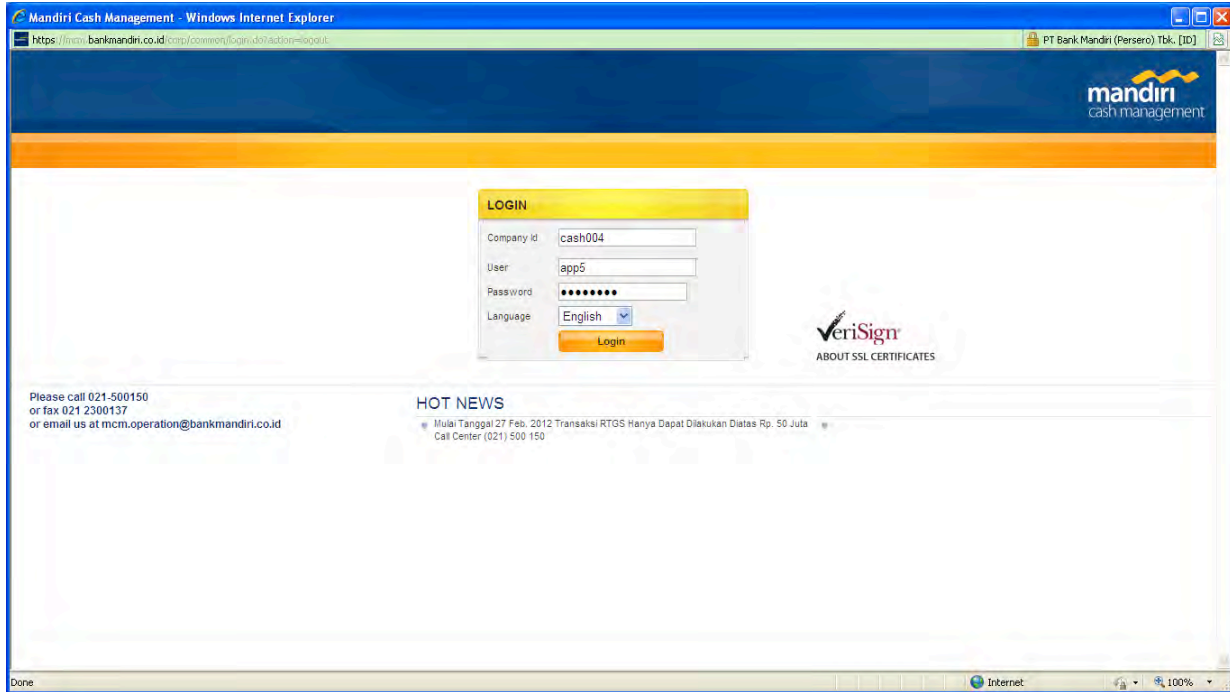 Mandiri Cash Management - Windows Internet Explorer
https://mcm.bankmandiri.co.id/corp/common/login.do?action=logout
PT Bank Mandiri (Persero) Tbk. [ID]
mandiri
cash management
LOGIN
Company Id cash004
User app5
Password ••••••••
Language English
Login
VeriSign
ABOUT SSL CERTIFICATES
Please call 021-500150
or fax 021 2300137
or email us at mcm.operation@bankmandiri.co.id
HOT NEWS
Mulai Tanggal 27 Feb. 2012 Transaksi RTGS Hanya Dapat Dilakukan Diatas Rp. 50 Juta
Call Center (021) 500 150
Done
Internet
100%